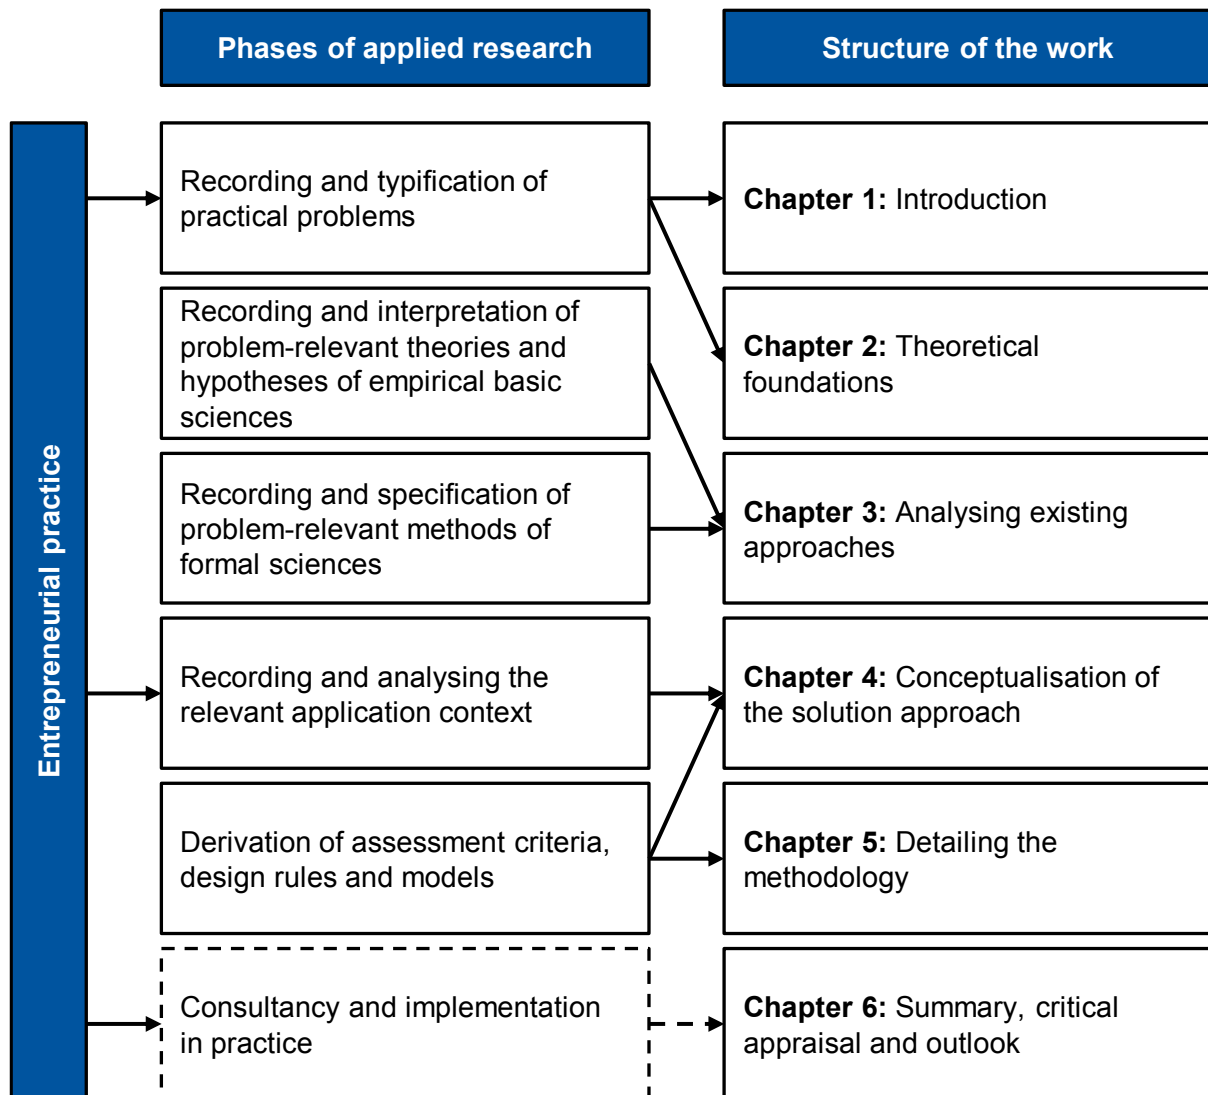 Phases of applied research
Structure of the work
Entrepreneurial practice
Recording and typification of
practical problems
Chapter 1: Introduction
Recording and interpretation of
problem-relevant theories and
hypotheses of empirical basic
sciences
Chapter 2: Theoretical
foundations
Recording and specification of
problem-relevant methods of
formal sciences
Chapter 3: Analysing existing
approaches
Recording and analysing the
relevant application context
Chapter 4: Conceptualisation of
the solution approach
Derivation of assessment criteria,
design rules and models
Chapter 5: Detailing the
methodology
Consultancy and implementation
in practice
Chapter 6: Summary, critical
appraisal and outlook